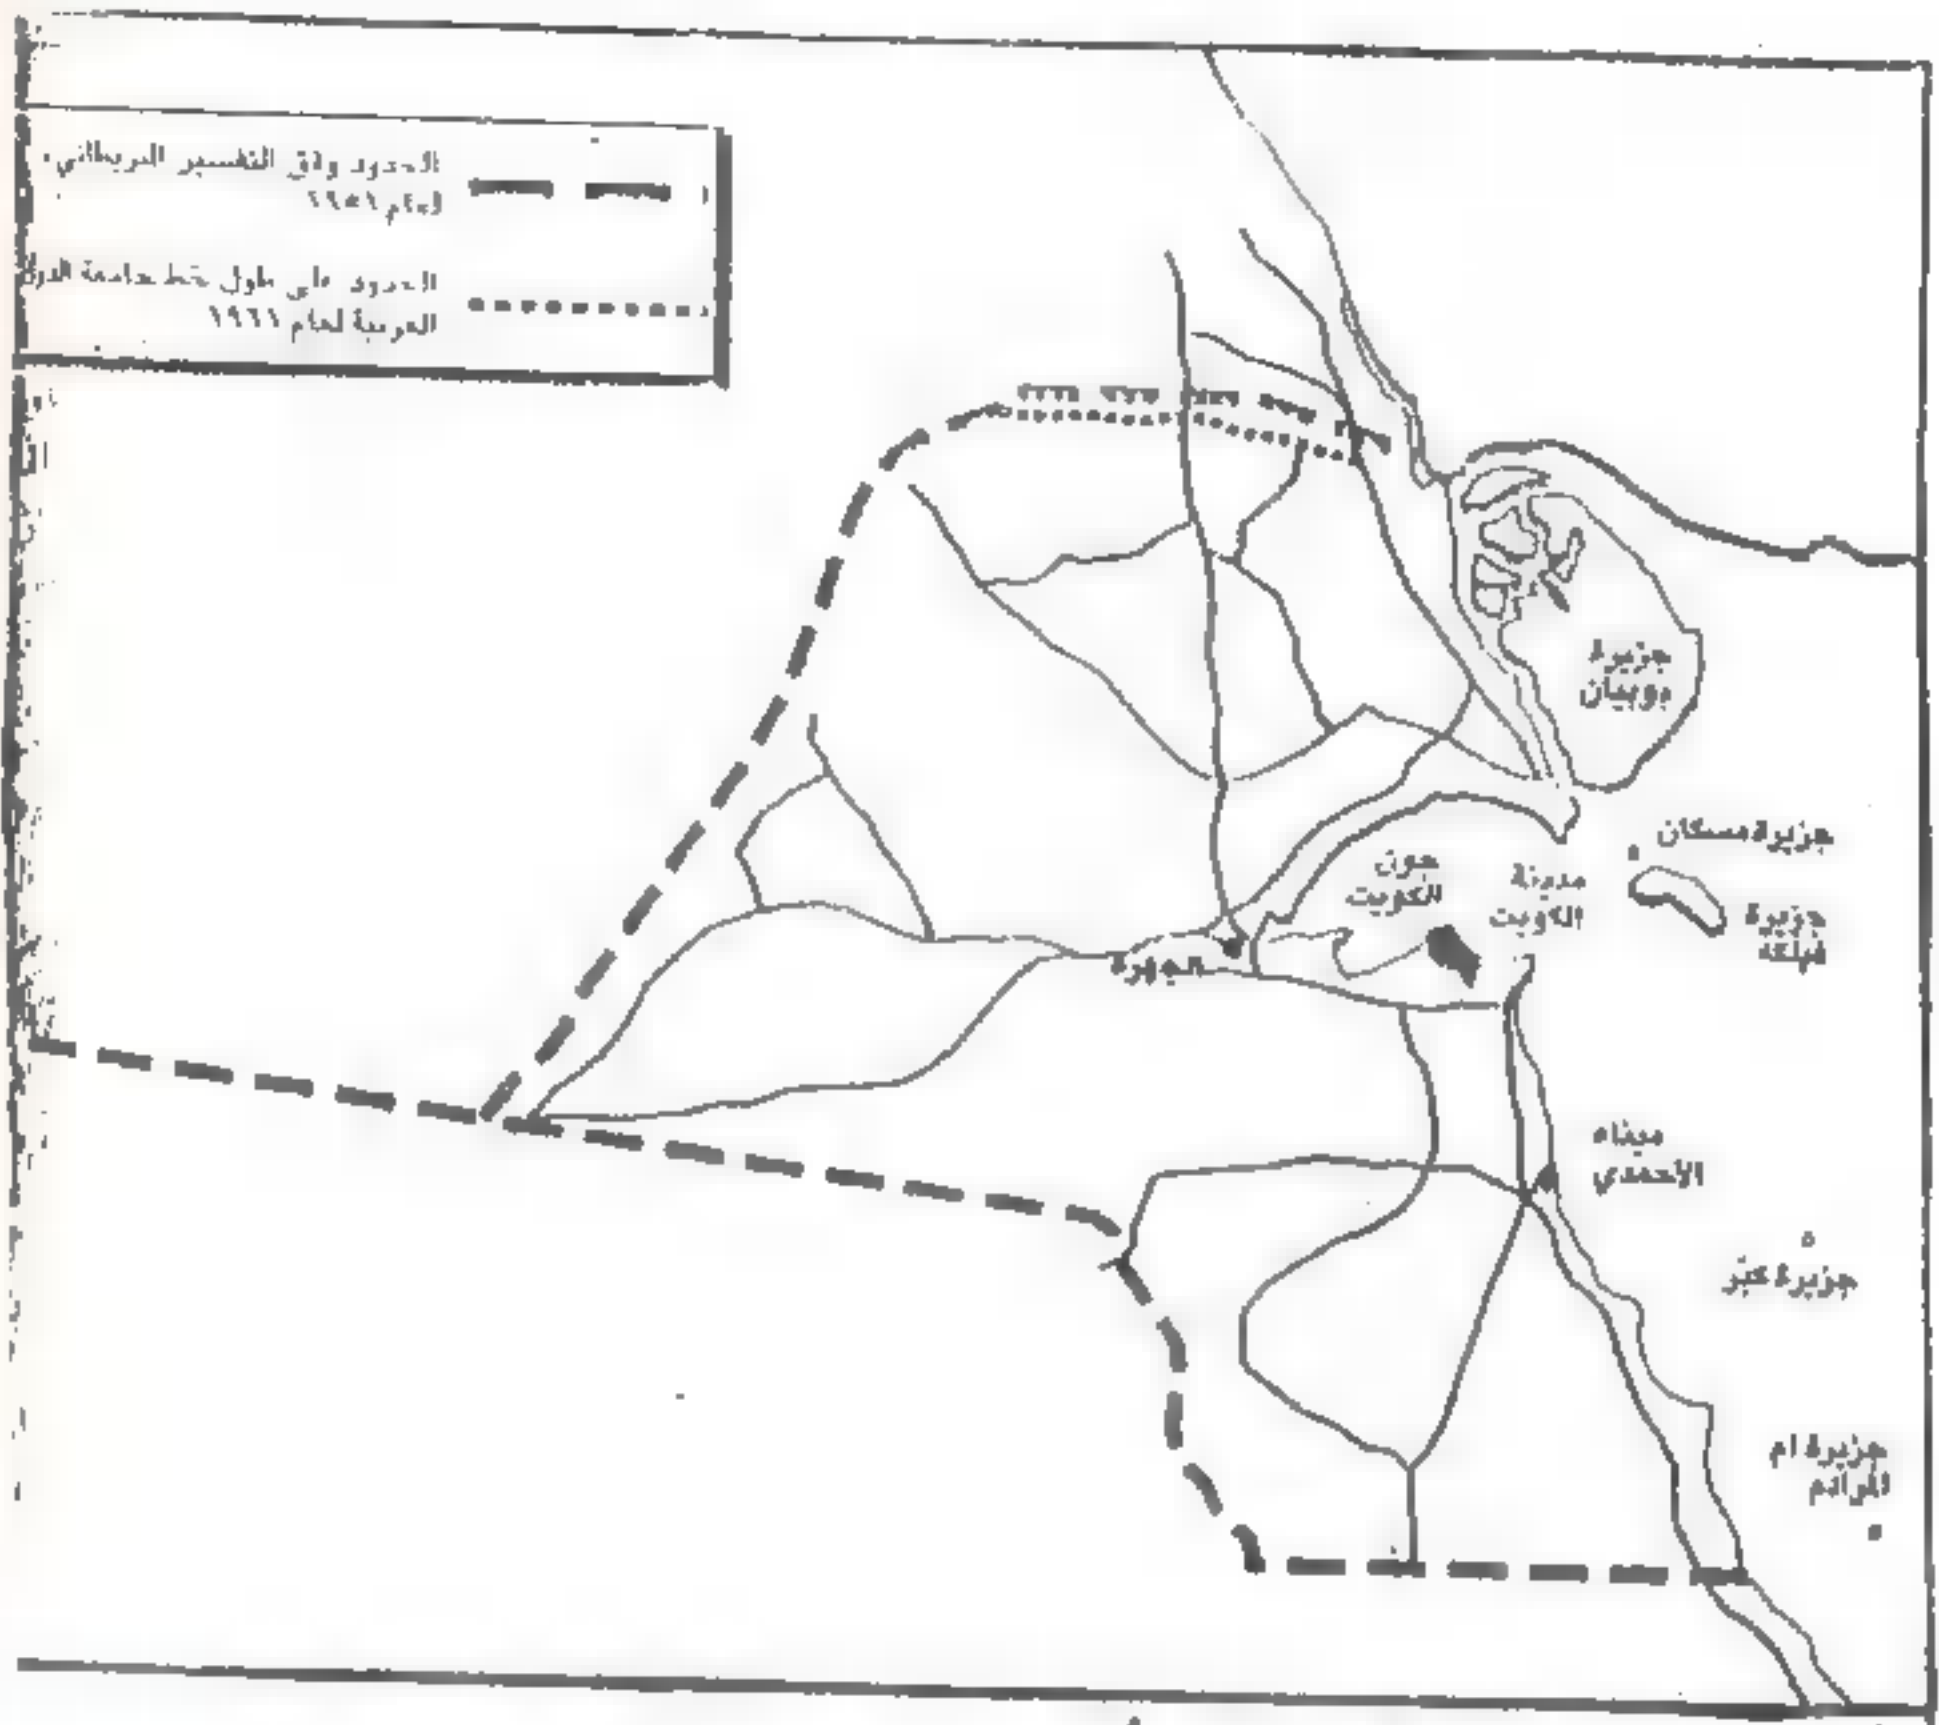 الحدود وفق التفسير البريطاني
لعام ١٩٥١
الحدود على طول خط جامعة الدول
العربية لعام ١٩٦١
جزيرة
بوبيان
جزيرة مسكان
جون
الكويت
مدينة
الكويت
جزيرة
فيلكة
الجهرة
ميناء
الأحمدي
جزيرة كبر
جزيرة ام
المرادم